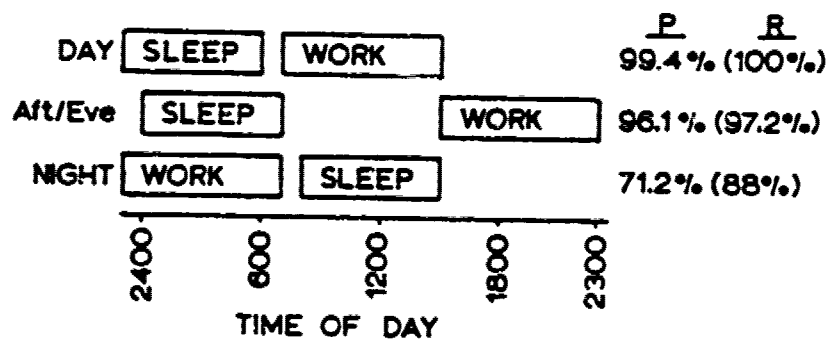 P R
DAY SLEEP WORK 99.4% (100%)
Aft/Eve SLEEP WORK 96.1% (97.2%)
NIGHT WORK SLEEP 71.2% (88%)
2400 600 1200 1800 2300
TIME OF DAY